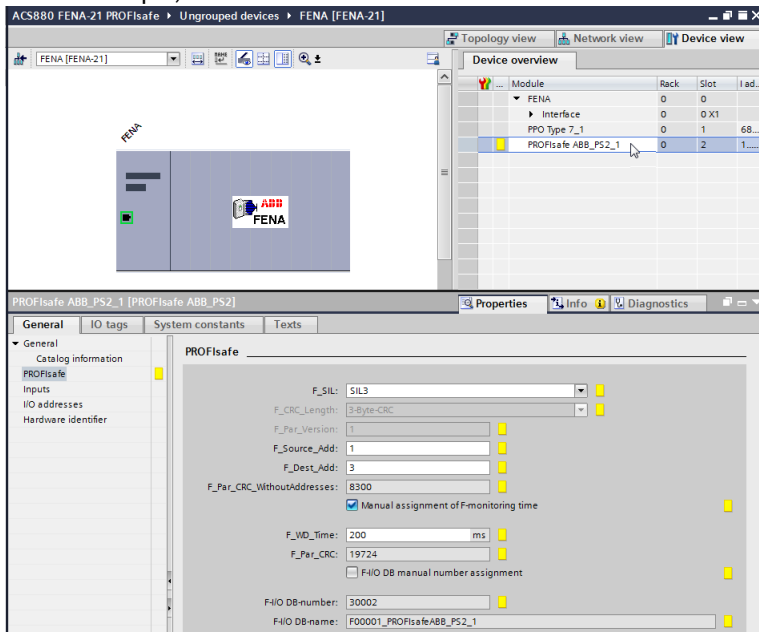 ACS880 FENA-21 PROFIsafe ▸ Ungrouped devices ▸ FENA [FENA-21]
Topology view Network view Device view
FENA [FENA-21]
Device overview
... Module Rack Slot I ad..
FENA 0 0
Interface 0 0 X1
PPO Type 7_1 0 1 68...
PROFIsafe ABB_PS2_1 0 2 1.....
FENA
ABB
FENA
PROFIsafe ABB_PS2_1 [PROFIsafe ABB_PS2]
Properties Info Diagnostics
General IO tags System constants Texts
General
Catalog information
PROFIsafe
Inputs
I/O addresses
Hardware identifier
PROFIsafe
F_SIL: SIL3
F_CRC_Length: 3-Byte-CRC
F_Par_Version: 1
F_Source_Add: 1
F_Dest_Add: 3
F_Par_CRC_WithoutAddresses: 8300
Manual assignment of F-monitoring time
F_WD_Time: 200 ms
F_Par_CRC: 19724
F-I/O DB manual number assignment
F-I/O DB-number: 30002
F-I/O DB-name: F00001_PROFIsafeABB_PS2_1